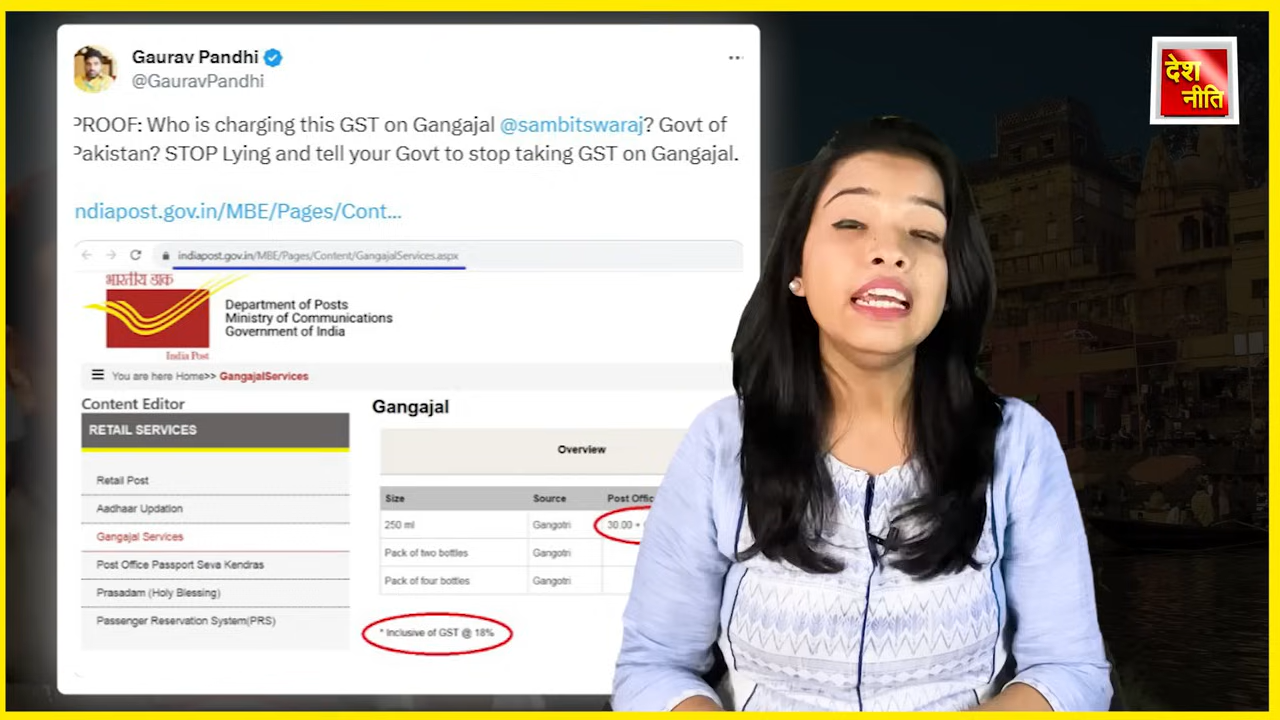 Gaurav Pandhi
@GauravPandhi
PROOF: Who is charging this GST on Gangajal @sambitswaraj? Govt of
Pakistan? STOP Lying and tell your Govt to stop taking GST on Gangajal.
ndiapost.gov.in/MBE/Pages/Cont...
indiapost.gov.in/MBE/Pages/Content/GangajalServices.aspx
भारतीय डाक
Department of Posts
Ministry of Communications
Government of India
India Post
You are here Home>> GangajalServices
Content Editor
RETAIL SERVICES
Retail Post
Aadhaar Updation
Gangajal Services
Post Office Passport Seva Kendras
Prasadam (Holy Blessing)
Passenger Reservation System(PRS)
Gangajal
Overview
Size Source Post Offic
250 ml Gangotri 30.00 +
Pack of two bottles Gangotri
Pack of four bottles Gangotri
* Inclusive of GST @ 18%
देश
नीति